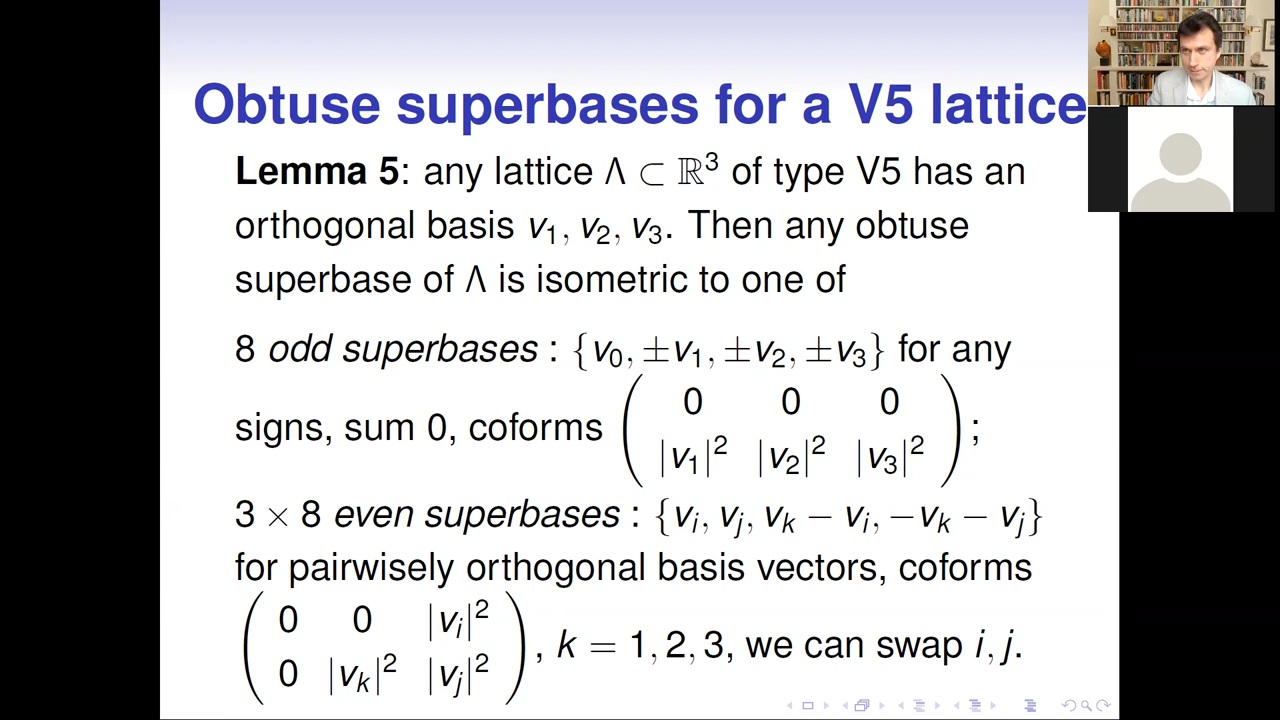 Obtuse superbases for a V5 lattice
Lemma 5: any lattice Λ ⊂ ℝ³ of type V5 has an
orthogonal basis v₁, v₂, v₃. Then any obtuse
superbase of Λ is isometric to one of
8 odd superbases : {v₀, ±v₁, ±v₂, ±v₃} for any
signs, sum 0, coforms ( 0 0 0
|v₁|² |v₂|² |v₃|² ) ;
3 × 8 even superbases : {vᵢ, vⱼ, vₖ − vᵢ, −vₖ − vⱼ}
for pairwisely orthogonal basis vectors, coforms
( 0 0 |vᵢ|²
0 |vₖ|² |vⱼ|² ) , k = 1, 2, 3, we can swap i, j.